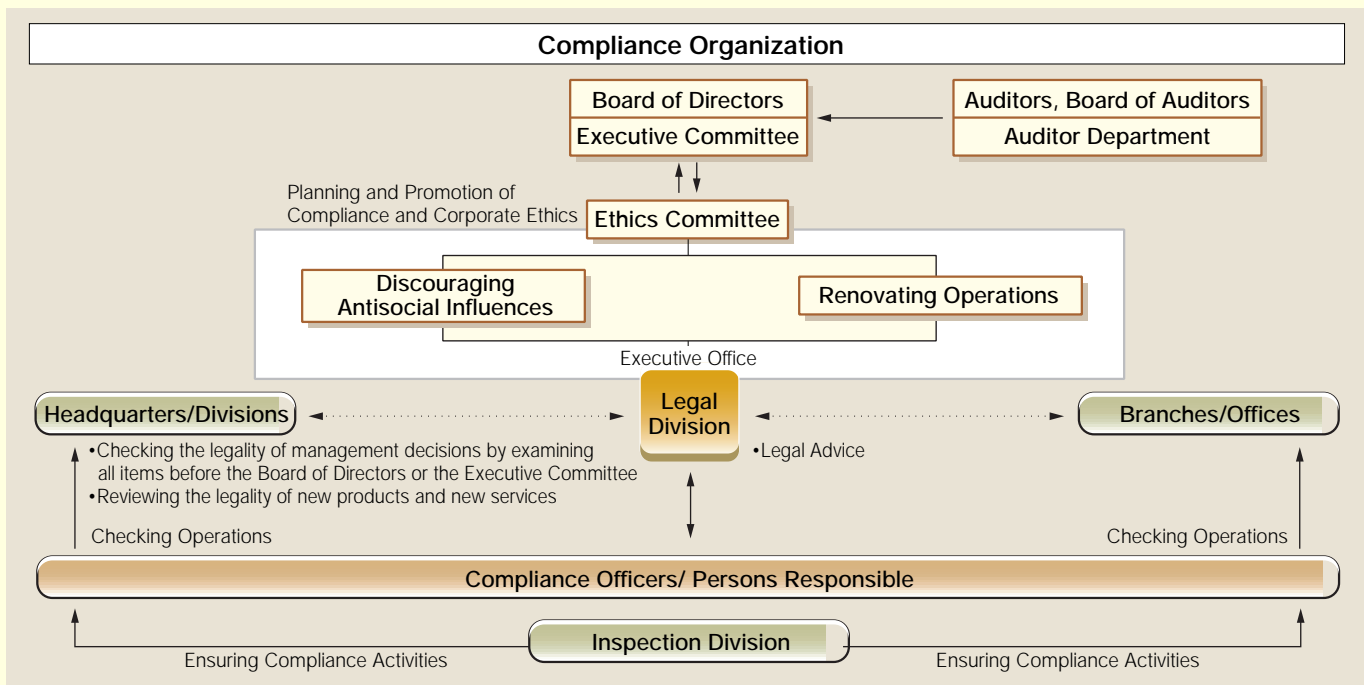 Compliance Organization
Board of Directors
Executive Committee
Auditors, Board of Auditors
Auditor Department
Planning and Promotion of
Compliance and Corporate Ethics
Ethics Committee
Discouraging
Antisocial Influences
Renovating Operations
Executive Office
Headquarters/Divisions
Legal
Division
Branches/Offices
•Checking the legality of management decisions by examining
all items before the Board of Directors or the Executive Committee
•Reviewing the legality of new products and new services
•Legal Advice
Checking Operations
Checking Operations
Compliance Officers/ Persons Responsible
Inspection Division
Ensuring Compliance Activities
Ensuring Compliance Activities